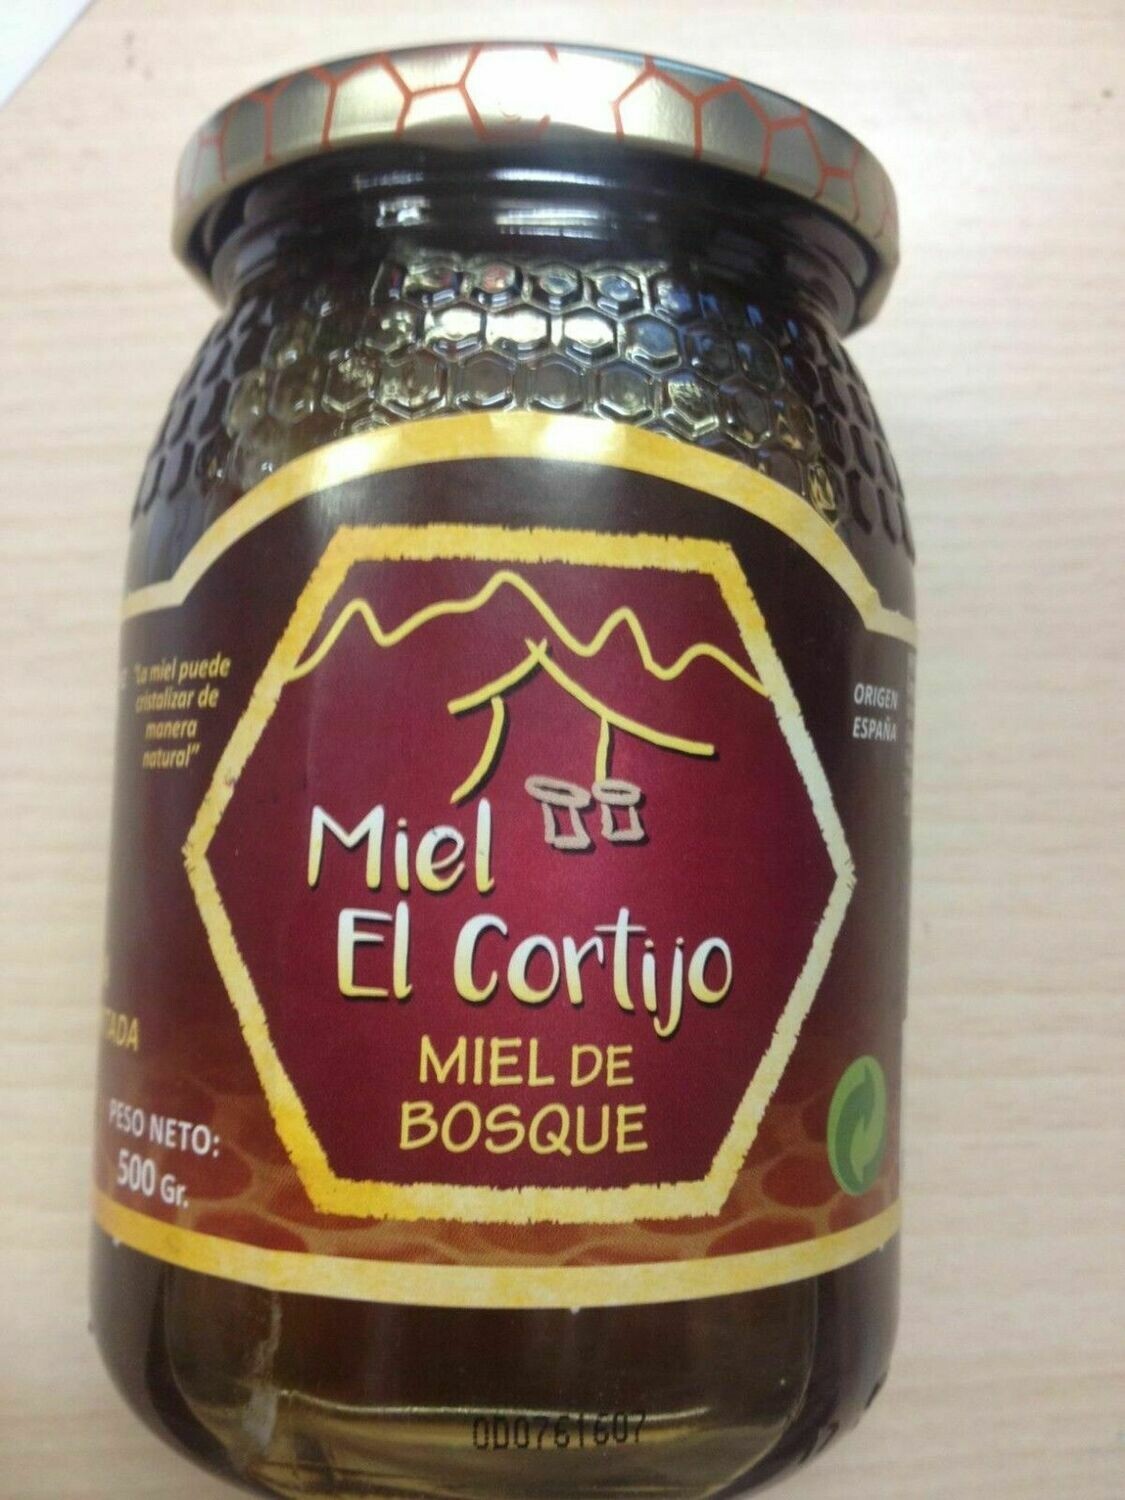 "La miel puede
cristalizar de
manera
natural"
ORIGEN
ESPAÑA
Miel
El Cortijo
MIEL DE
BOSQUE
PESO NETO:
500 Gr.
0D0761607